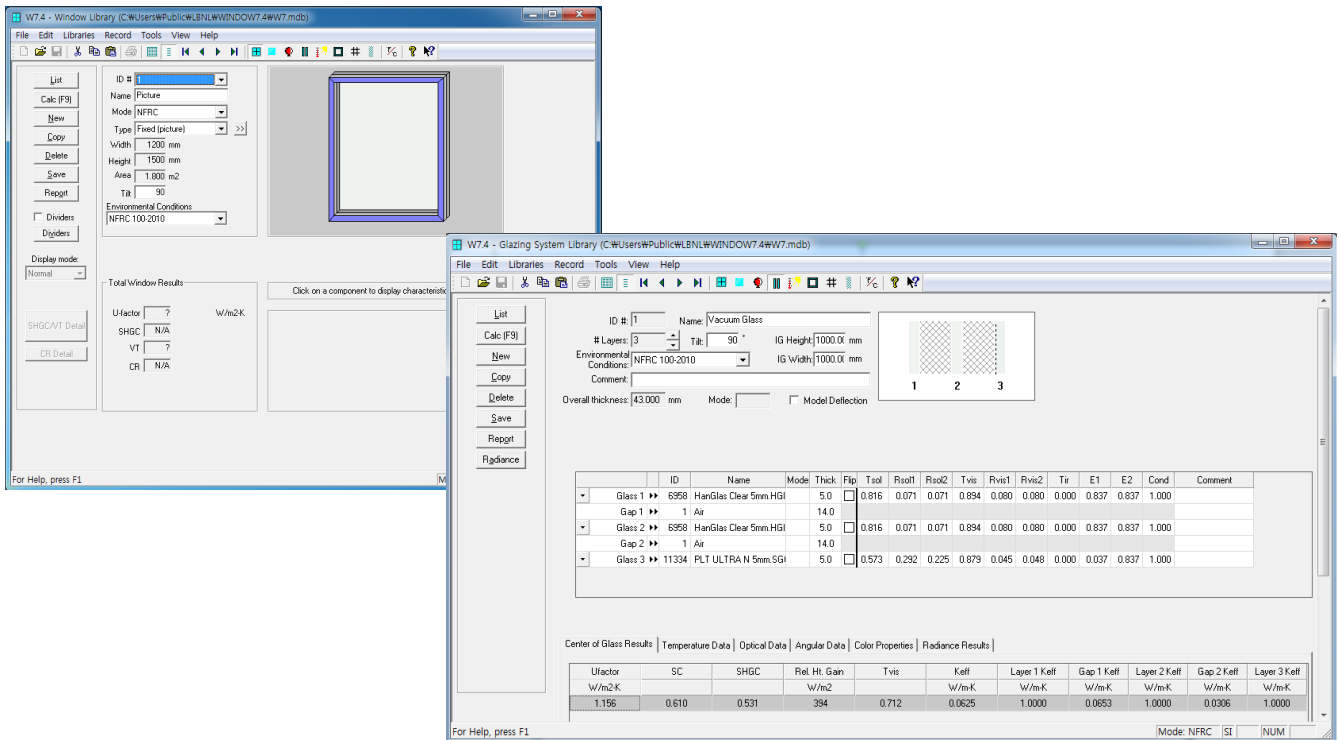 W7.4 - Window Library (C:₩Users₩Public₩LBNL₩WINDOW7.4₩W7.mdb)
File Edit Libraries Record Tools View Help
List
Calc (F9)
New
Copy
Delete
Save
Report
Dividers
Dividers
Display mode:
Normal
SHGC/VT Detail
CR Detail
ID # 1
Name Picture
Mode NFRC
Type Fixed (picture) >>
Width 1200 mm
Height 1500 mm
Area 1.800 m2
Tilt 90
Environmental Conditions
NFRC 100-2010
Total Window Results
U-factor ? W/m2-K
SHGC N/A
VT ?
CR N/A
Click on a component to display characteristic
For Help, press F1
W7.4 - Glazing System Library (C:₩Users₩Public₩LBNL₩WINDOW7.4₩W7.mdb)
File Edit Libraries Record Tools View Help
List
Calc (F9)
New
Copy
Delete
Save
Report
Radiance
ID #: 1 Name: Vacuum Glass
# Layers: 3 Tilt: 90 ° IG Height: 1000.0 mm
Environmental Conditions: NFRC 100-2010 IG Width: 1000.0 mm
Comment:
Overall thickness: 43.000 mm Mode: Model Deflection
1 2 3
ID Name Mode Thick Flip Tsol Rsol1 Rsol2 Tvis Rvis1 Rvis2 Tir E1 E2 Cond Comment
Glass 1 6958 HanGlas Clear 5mm.HGI 5.0 0.816 0.071 0.071 0.894 0.080 0.080 0.000 0.837 0.837 1.000
Gap 1 1 Air 14.0
Glass 2 6958 HanGlas Clear 5mm.HGI 5.0 0.816 0.071 0.071 0.894 0.080 0.080 0.000 0.837 0.837 1.000
Gap 2 1 Air 14.0
Glass 3 11334 PLT ULTRA N 5mm.SG 5.0 0.573 0.292 0.225 0.879 0.045 0.048 0.000 0.037 0.837 1.000
Center of Glass Results Temperature Data Optical Data Angular Data Color Properties Radiance Results
Ufactor SC SHGC Rel. Ht. Gain Tvis Keff Layer 1 Keff Gap 1 Keff Layer 2 Keff Gap 2 Keff Layer 3 Keff
W/m2-K W/m2 W/m-K W/m-K W/m-K W/m-K W/m-K W/m-K
1.156 0.610 0.531 394 0.712 0.0625 1.0000 0.0653 1.0000 0.0306 1.0000
For Help, press F1 Mode: NFRC SI NUM